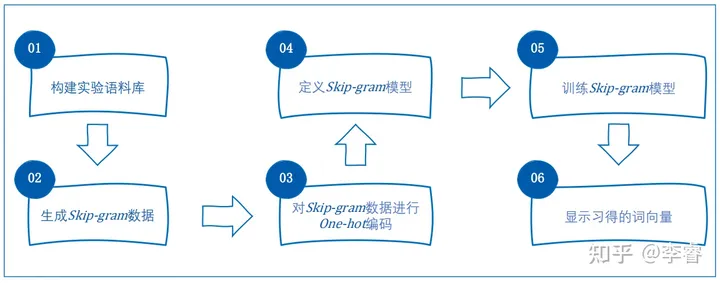 01
构建实验语料库
02
生成Skip-gram数据
03
对Skip-gram数据进行
One-hot编码
04
定义Skip-gram模型
05
训练Skip-gram模型
06
显示习得的词向量
知乎 @李睿